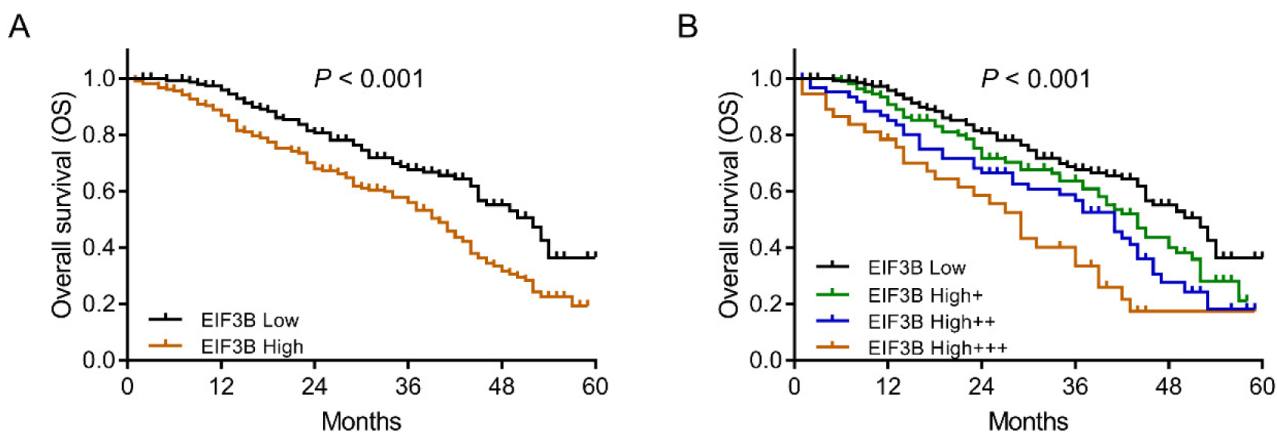 A
P < 0.001
Overall survival (OS)
1.0
0.8
0.6
0.4
0.2
0.0
EIF3B Low
EIF3B High
0 12 24 36 48 60
Months
B
P < 0.001
Overall survival (OS)
1.0
0.8
0.6
0.4
0.2
0.0
EIF3B Low
EIF3B High+
EIF3B High++
EIF3B High+++
0 12 24 36 48 60
Months